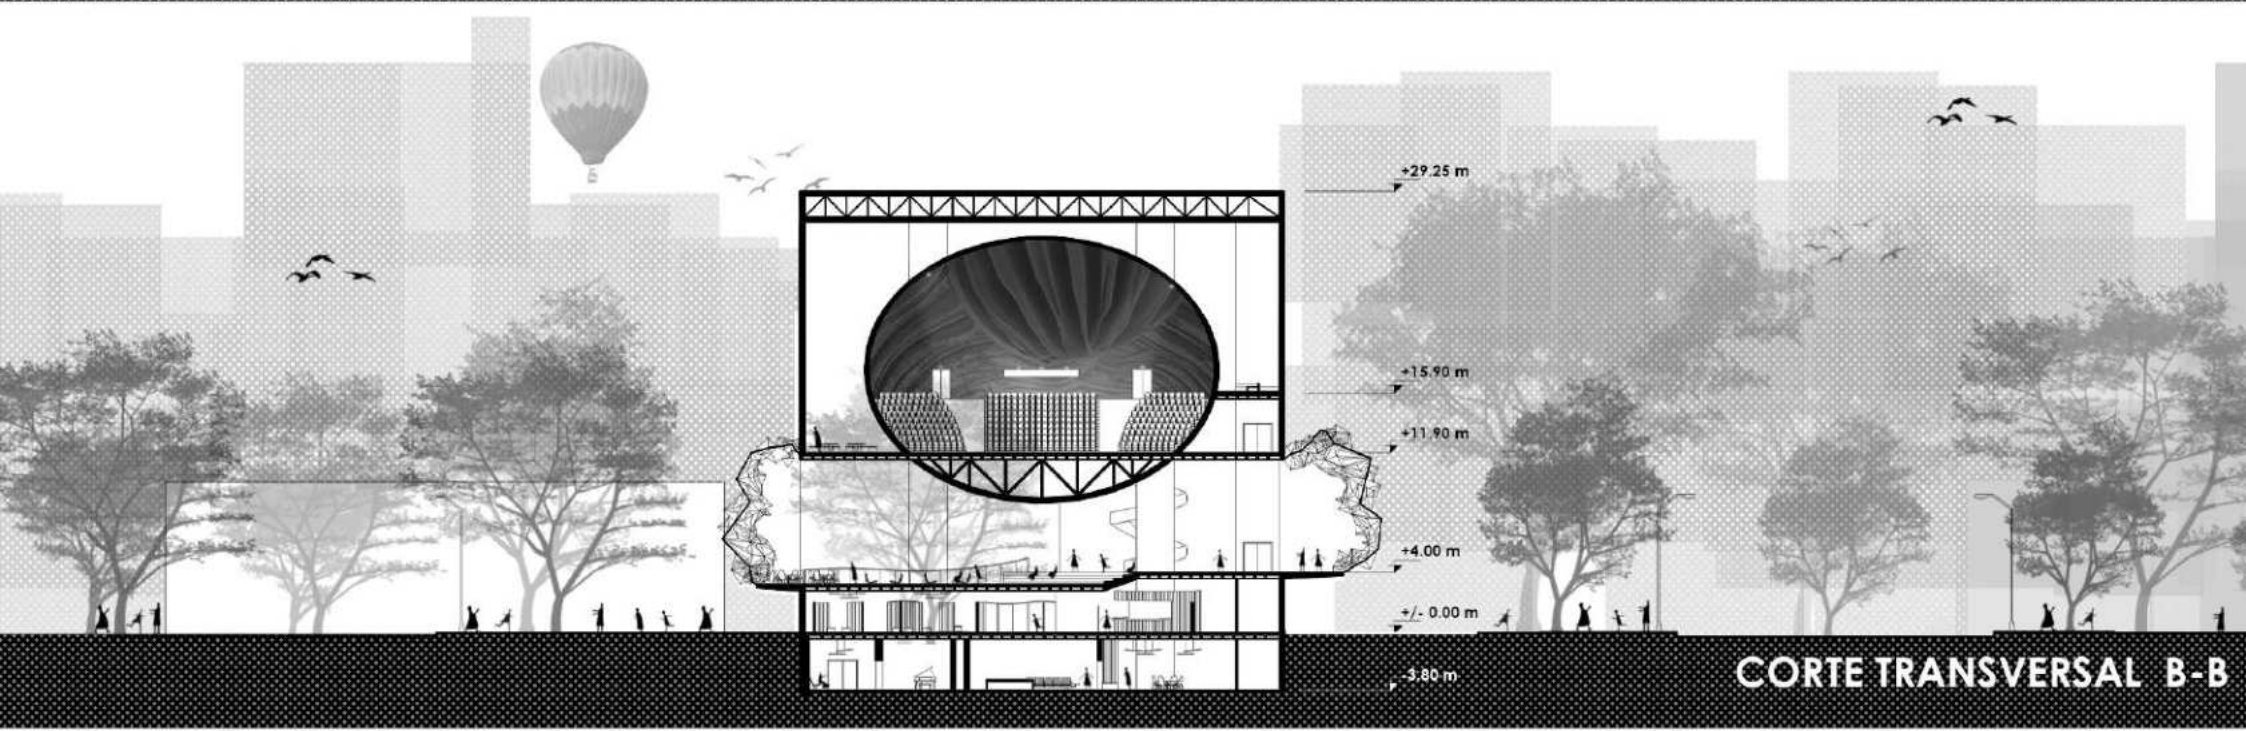 +29.25 m
+15.90 m
+11.90 m
+4.00 m
+/- 0.00 m
-3.80 m
CORTE TRANSVERSAL B-B